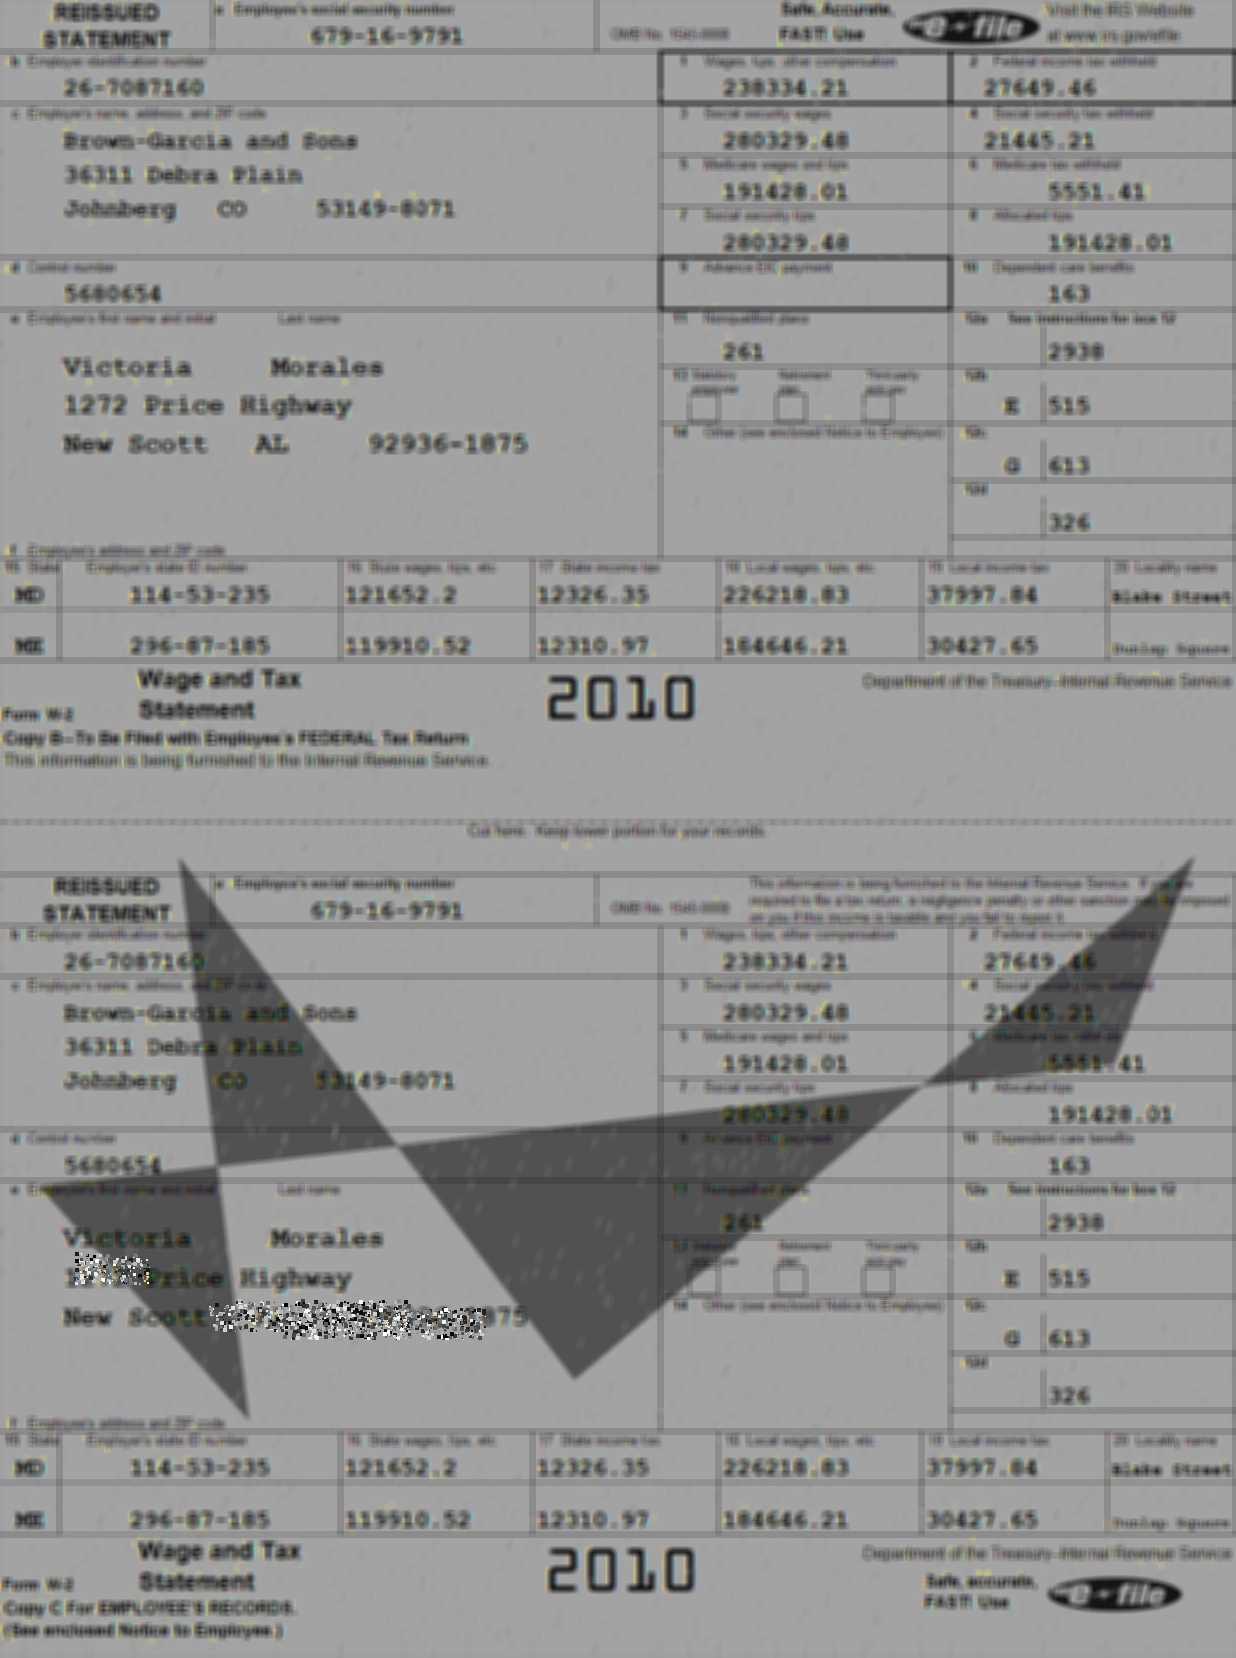 REISSUED STATEMENT
a Employee's social security number
679-16-9791
OMB No. 1545-0008
Safe, Accurate, FAST! Use
e-file
Visit the IRS Website at www.irs.gov/efile.
b Employer identification number
26-7087160
1 Wages, tips, other compensation
238334.21
2 Federal income tax withheld
27649.46
c Employer's name, address, and ZIP code
Brown-Garcia and Sons
36311 Debra Plain
Johnberg CO 53149-8071
3 Social security wages
280329.48
4 Social security tax withheld
21445.21
5 Medicare wages and tips
191428.01
6 Medicare tax withheld
5551.41
7 Social security tips
280329.48
8 Allocated tips
191428.01
d Control number
5680654
9 Advance EIC payment
10 Dependent care benefits
163
e Employee's first name and initial Last name
Victoria Morales
1272 Price Highway
New Scott AL 92936-1875
11 Nonqualified plans
261
12a See instructions for box 12
2938
13 Statutory employee Retirement plan Third-party sick pay
12b
E 515
14 Other (see enclosed Notice to Employee)
12c
G 613
12d
326
f Employee's address and ZIP code
15 State Employer's state ID number 16 State wages, tips, etc. 17 State income tax 18 Local wages, tips, etc. 19 Local income tax 20 Locality name
MD 114-53-235 121652.2 12326.35 226218.83 37997.84 Blake Street
ME 296-87-185 119910.52 12310.97 184646.21 30427.65 Dunlap Square
Form W-2 Wage and Tax Statement
2010
Department of the Treasury-Internal Revenue Service
Copy B-To Be Filed with Employee's FEDERAL Tax Return
This information is being furnished to the Internal Revenue Service.
Cut here. Keep lower portion for your records.
REISSUED STATEMENT
a Employee's social security number
679-16-9791
OMB No. 1545-0008
This information is being furnished to the Internal Revenue Service. If you are
required to file a tax return, a negligence penalty or other sanction may be imposed
on you if this income is taxable and you fail to report it.
b Employer identification number
26-7087160
1 Wages, tips, other compensation
238334.21
2 Federal income tax withheld
27649.46
c Employer's name, address, and ZIP code
Brown-Garcia and Sons
36311 Debra Plain
Johnberg CO 53149-8071
3 Social security wages
280329.48
4 Social security tax withheld
21445.21
5 Medicare wages and tips
191428.01
6 Medicare tax withheld
5551.41
7 Social security tips
280329.48
8 Allocated tips
191428.01
d Control number
5680654
9 Advance EIC payment
10 Dependent care benefits
163
e Employee's first name and initial Last name
Victoria Morales
Price Highway
New Scott
11 Nonqualified plans
261
12a See instructions for box 12
2938
13 Statutory employee Retirement plan Third-party sick pay
12b
E 515
14 Other (see enclosed Notice to Employee)
12c
G 613
12d
326
f Employee's address and ZIP code
15 State Employer's state ID number 16 State wages, tips, etc. 17 State income tax 18 Local wages, tips, etc. 19 Local income tax 20 Locality name
MD 114-53-235 121652.2 12326.35 226218.83 37997.84 Blake Street
ME 296-87-185 119910.52 12310.97 184646.21 30427.65 Dunlap Square
Form W-2 Wage and Tax Statement
2010
Department of the Treasury-Internal Revenue Service
Copy C For EMPLOYEE'S RECORDS.
(See enclosed Notice to Employee.)
Safe, accurate, FAST! Use
e-file